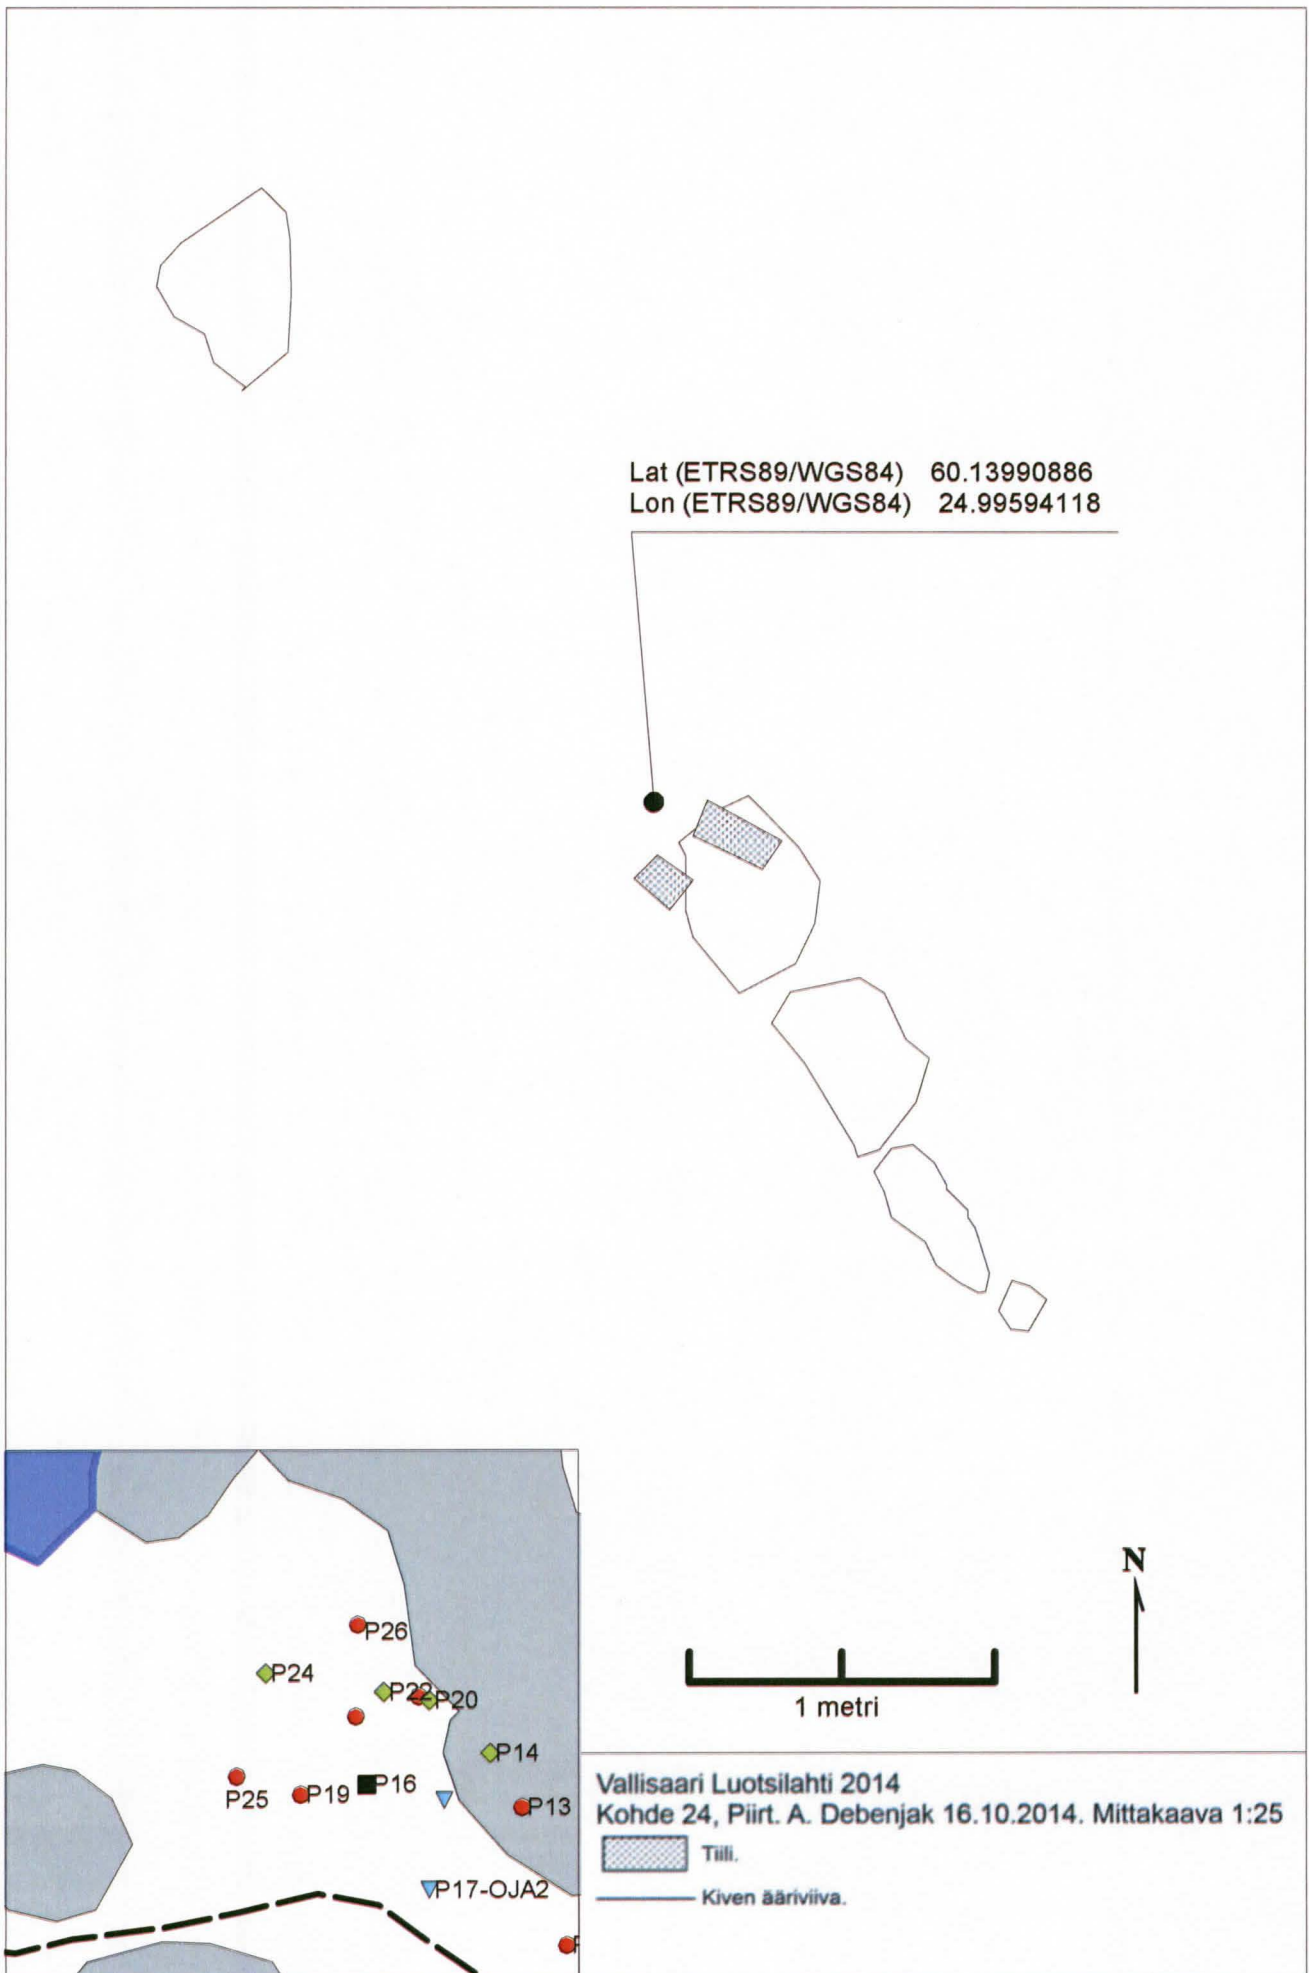 Lat (ETRS89/WGS84) 60.13990886
Lon (ETRS89/WGS84) 24.99594118
N
1 metri
P26
P24
P22
P20
P14
P16
P25
P19
P13
P17-OJA2
Vallisaari Luotsilahti 2014
Kohde 24, Piirt. A. Debenjak 16.10.2014. Mittakaava 1:25
Tiili.
Kiven ääriviiva.